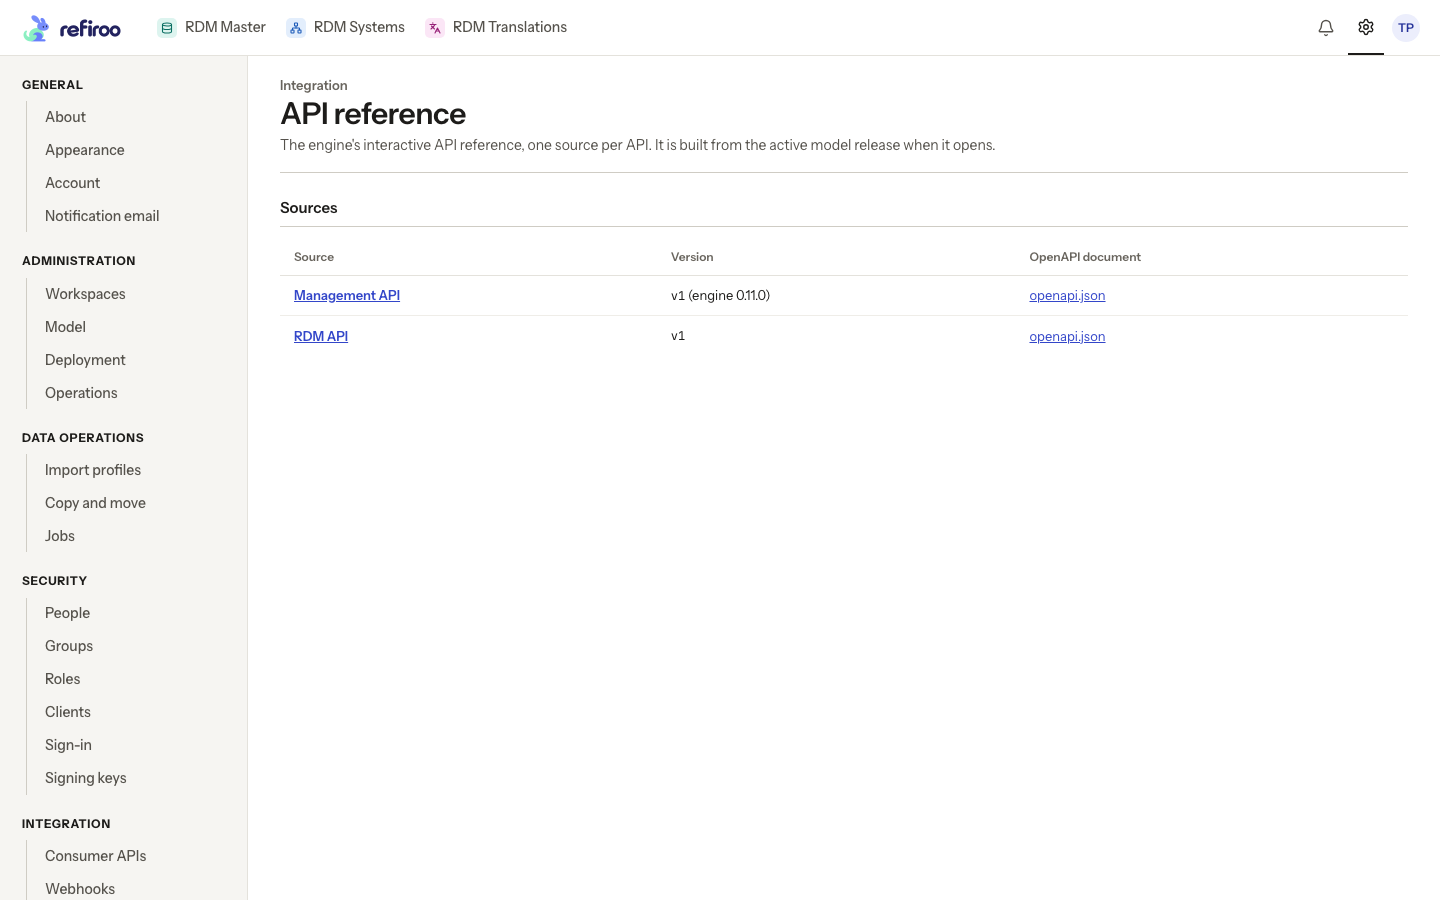 refiroo
RDM Master
RDM Systems
RDM Translations
TP
GENERAL
About
Appearance
Account
Notification email
ADMINISTRATION
Workspaces
Model
Deployment
Operations
DATA OPERATIONS
Import profiles
Copy and move
Jobs
SECURITY
People
Groups
Roles
Clients
Sign-in
Signing keys
INTEGRATION
Consumer APIs
Webhooks
Integration
API reference
The engine's interactive API reference, one source per API. It is built from the active model release when it opens.
Sources
Source Version OpenAPI document
Management API v1 (engine 0.11.0) openapi.json
RDM API v1 openapi.json